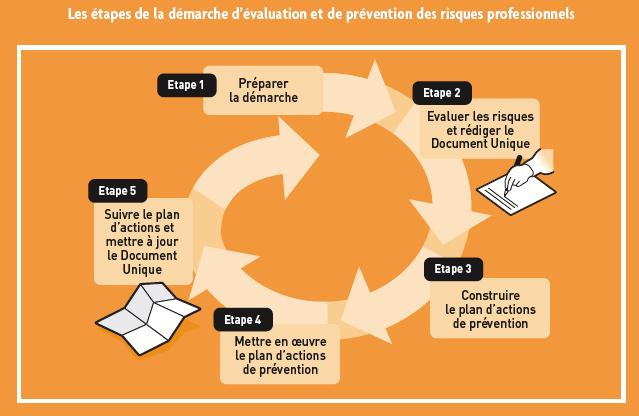 Les étapes de la démarche d'évaluation et de prévention des risques professionnels
Etape 1
Préparer
la démarche
Etape 2
Evaluer les risques
et rédiger le
Document Unique
Etape 3
Construire
le plan d'actions
de prévention
Etape 4
Mettre en œuvre
le plan d'actions
de prévention
Etape 5
Suivre le plan
d'actions et
mettre à jour
le Document
Unique